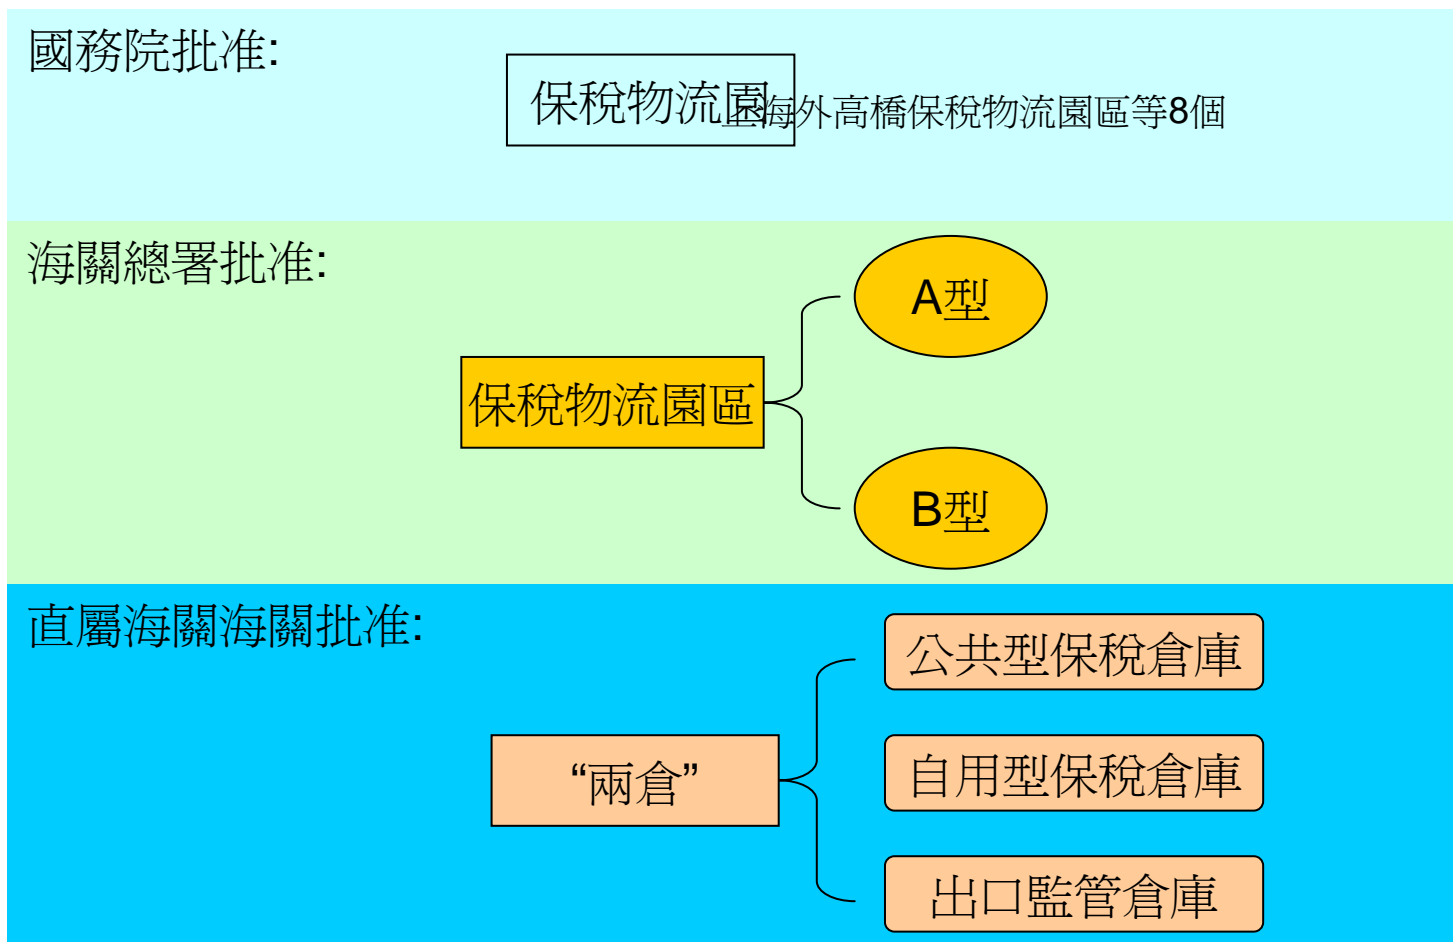 國務院批准:
保稅物流園
上海外高橋保稅物流園區等8個
海關總署批准:
A型
保稅物流園區
B型
直屬海關海關批准:
公共型保稅倉庫
“兩倉”
自用型保稅倉庫
出口監管倉庫